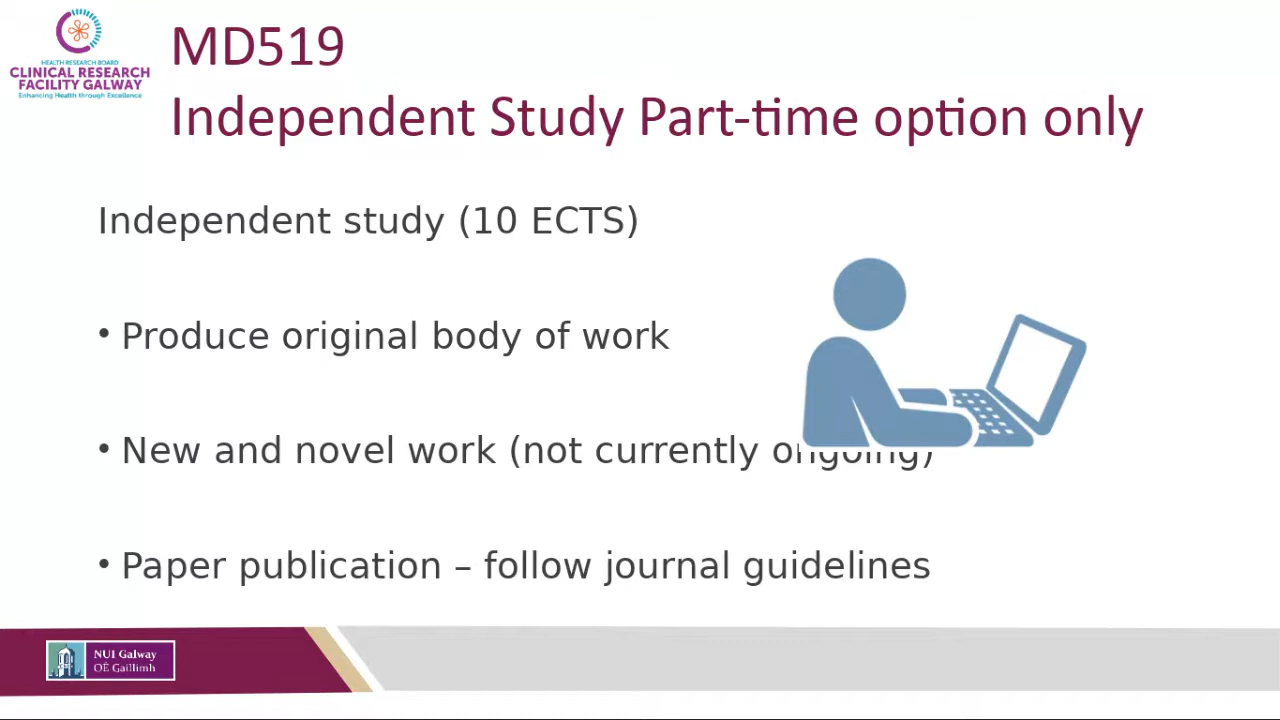 HEALTH RESEARCH BOARD
CLINICAL RESEARCH
FACILITY GALWAY
Enhancing Health through Excellence
MD519
Independent Study Part-time option only
Independent study (10 ECTS)
• Produce original body of work
• New and novel work (not currently ongoing)
• Paper publication – follow journal guidelines
NUI Galway
OÉ Gaillimh